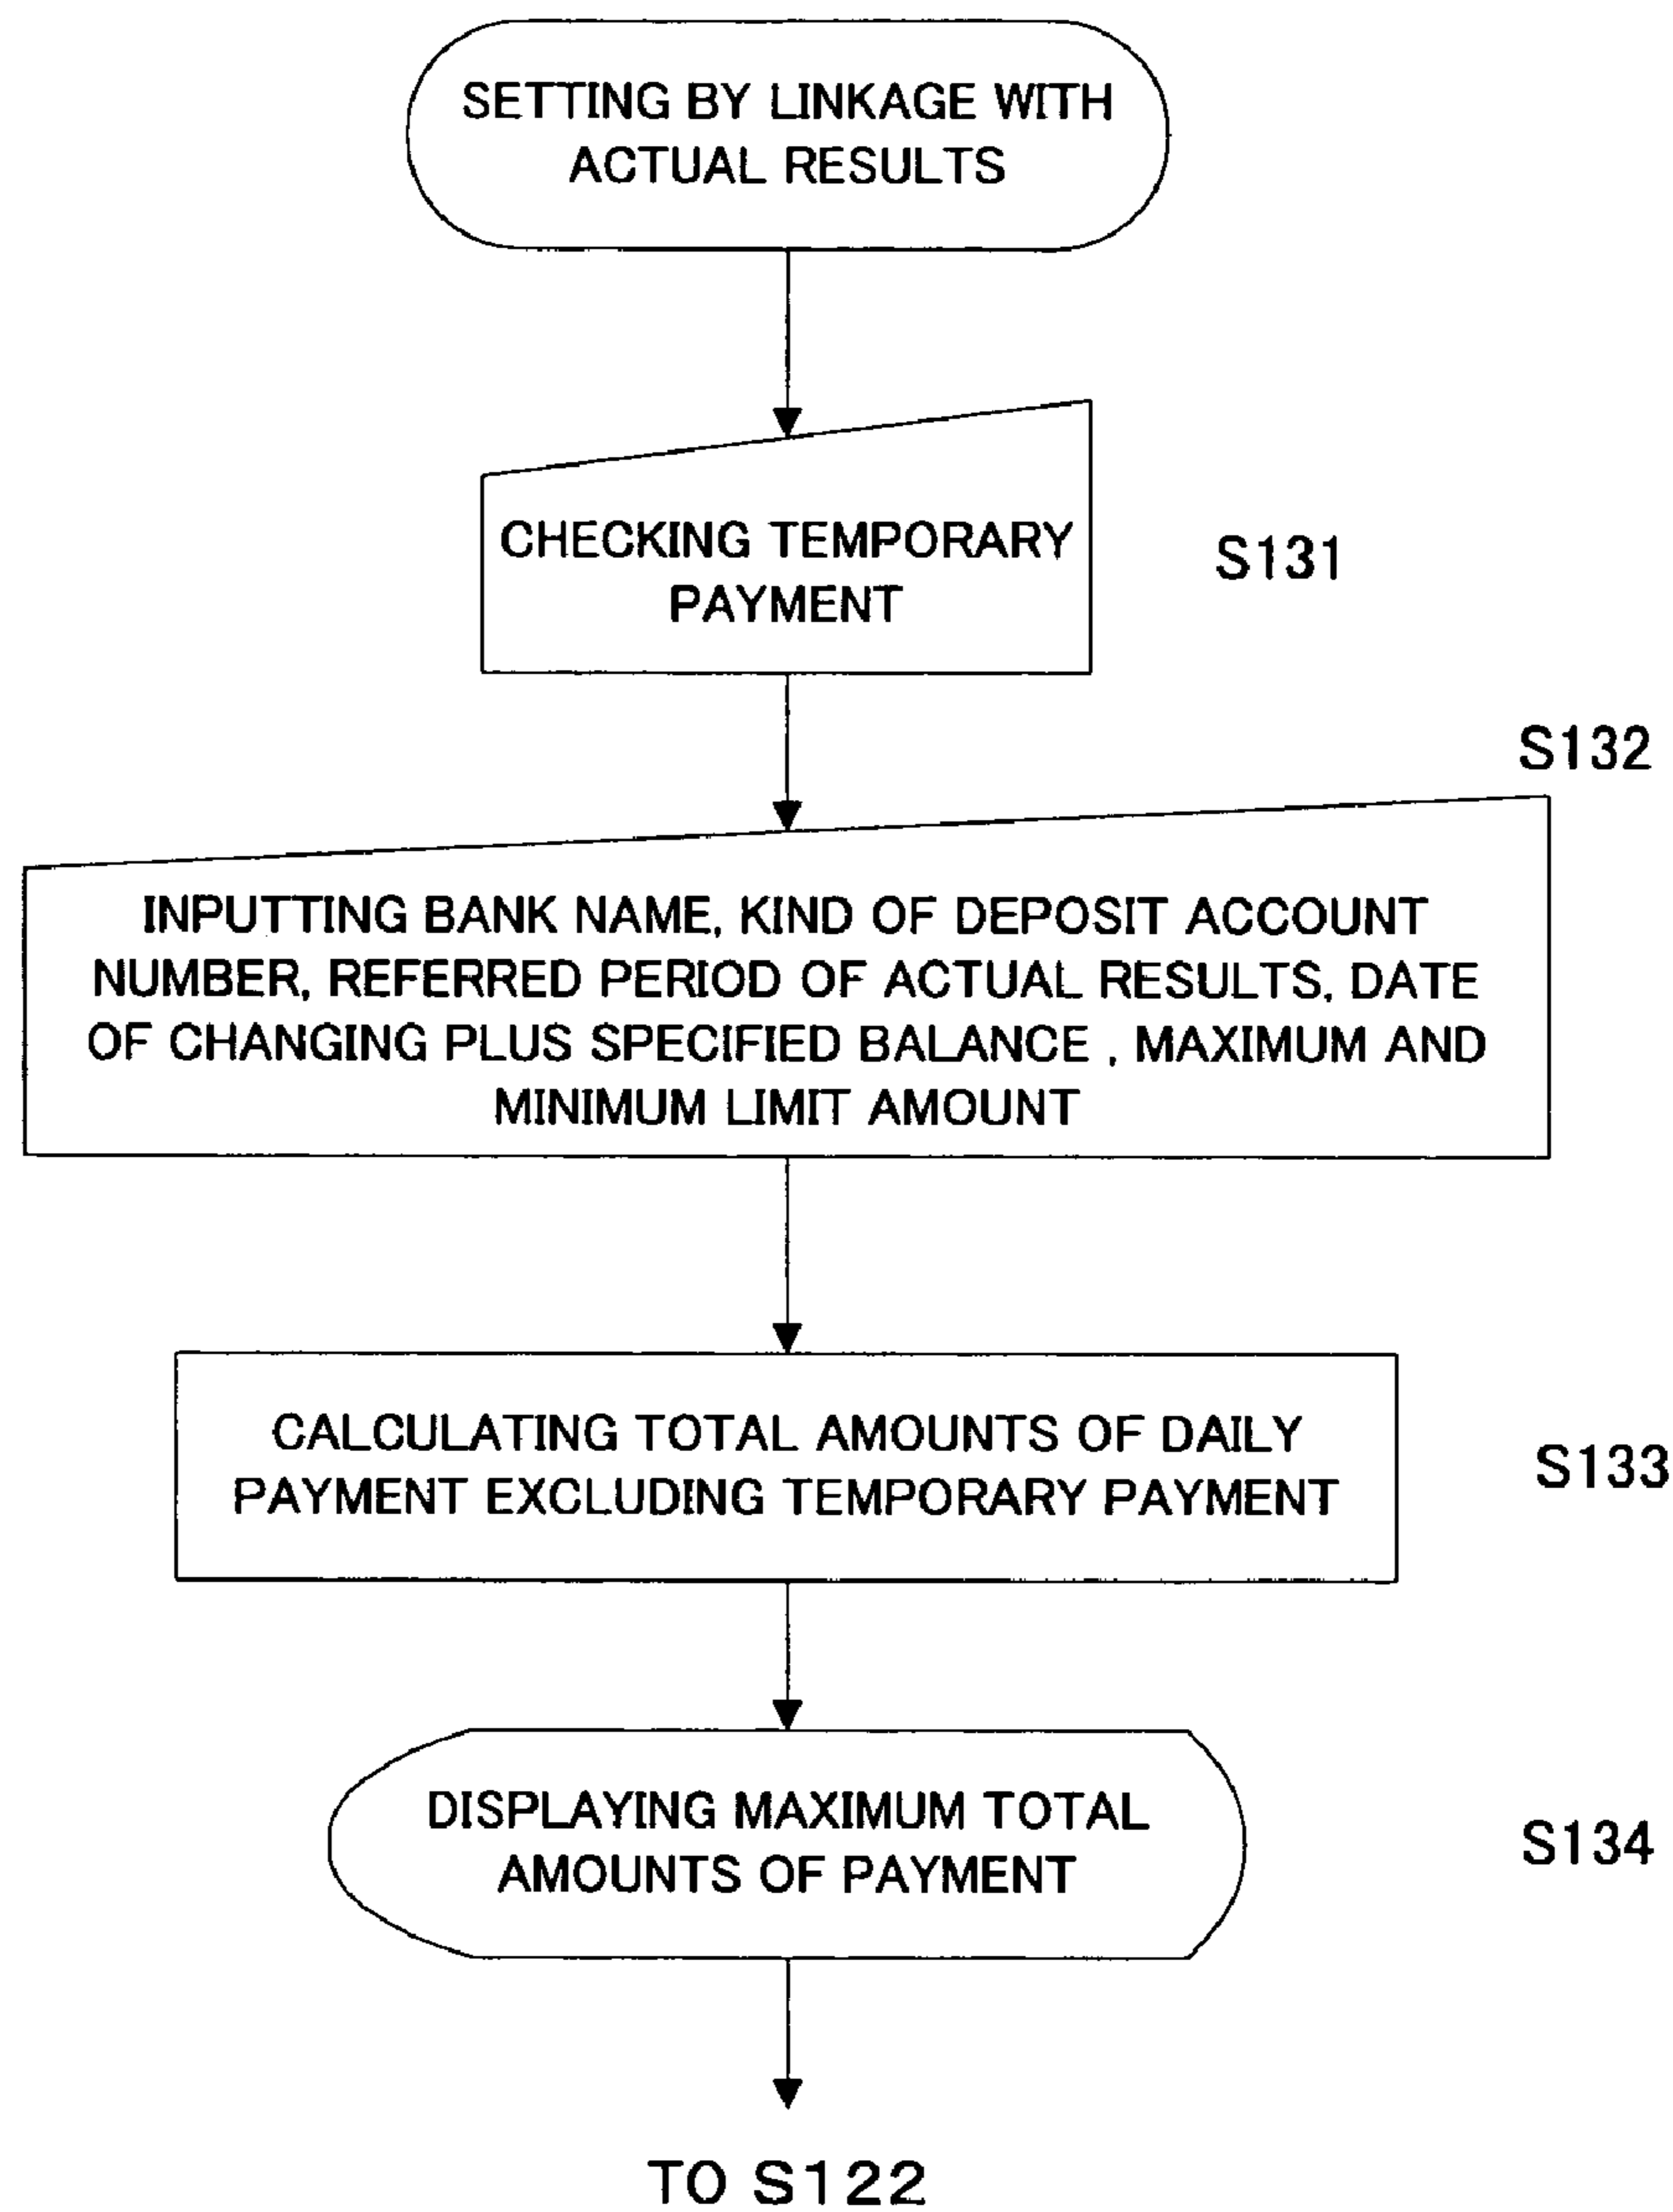 SETTING BY LINKAGE WITH
ACTUAL RESULTS
CHECKING TEMPORARY
PAYMENT
S131
S132
INPUTTING BANK NAME, KIND OF DEPOSIT ACCOUNT
NUMBER, REFERRED PERIOD OF ACTUAL RESULTS, DATE
OF CHANGING PLUS SPECIFIED BALANCE , MAXIMUM AND
MINIMUM LIMIT AMOUNT
CALCULATING TOTAL AMOUNTS OF DAILY
PAYMENT EXCLUDING TEMPORARY PAYMENT
S133
DISPLAYING MAXIMUM TOTAL
AMOUNTS OF PAYMENT
S134
TO S122